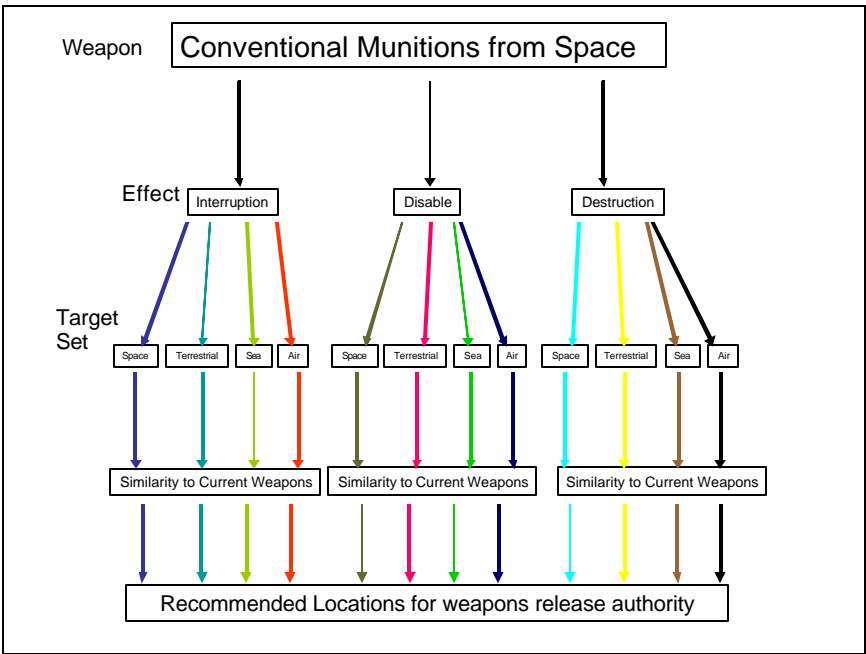 Weapon
Conventional Munitions from Space
Effect
Interruption
Disable
Destruction
Target
Set
Space
Terrestrial
Sea
Air
Space
Terrestrial
Sea
Air
Space
Terrestrial
Sea
Air
Similarity to Current Weapons
Similarity to Current Weapons
Similarity to Current Weapons
Recommended Locations for weapons release authority